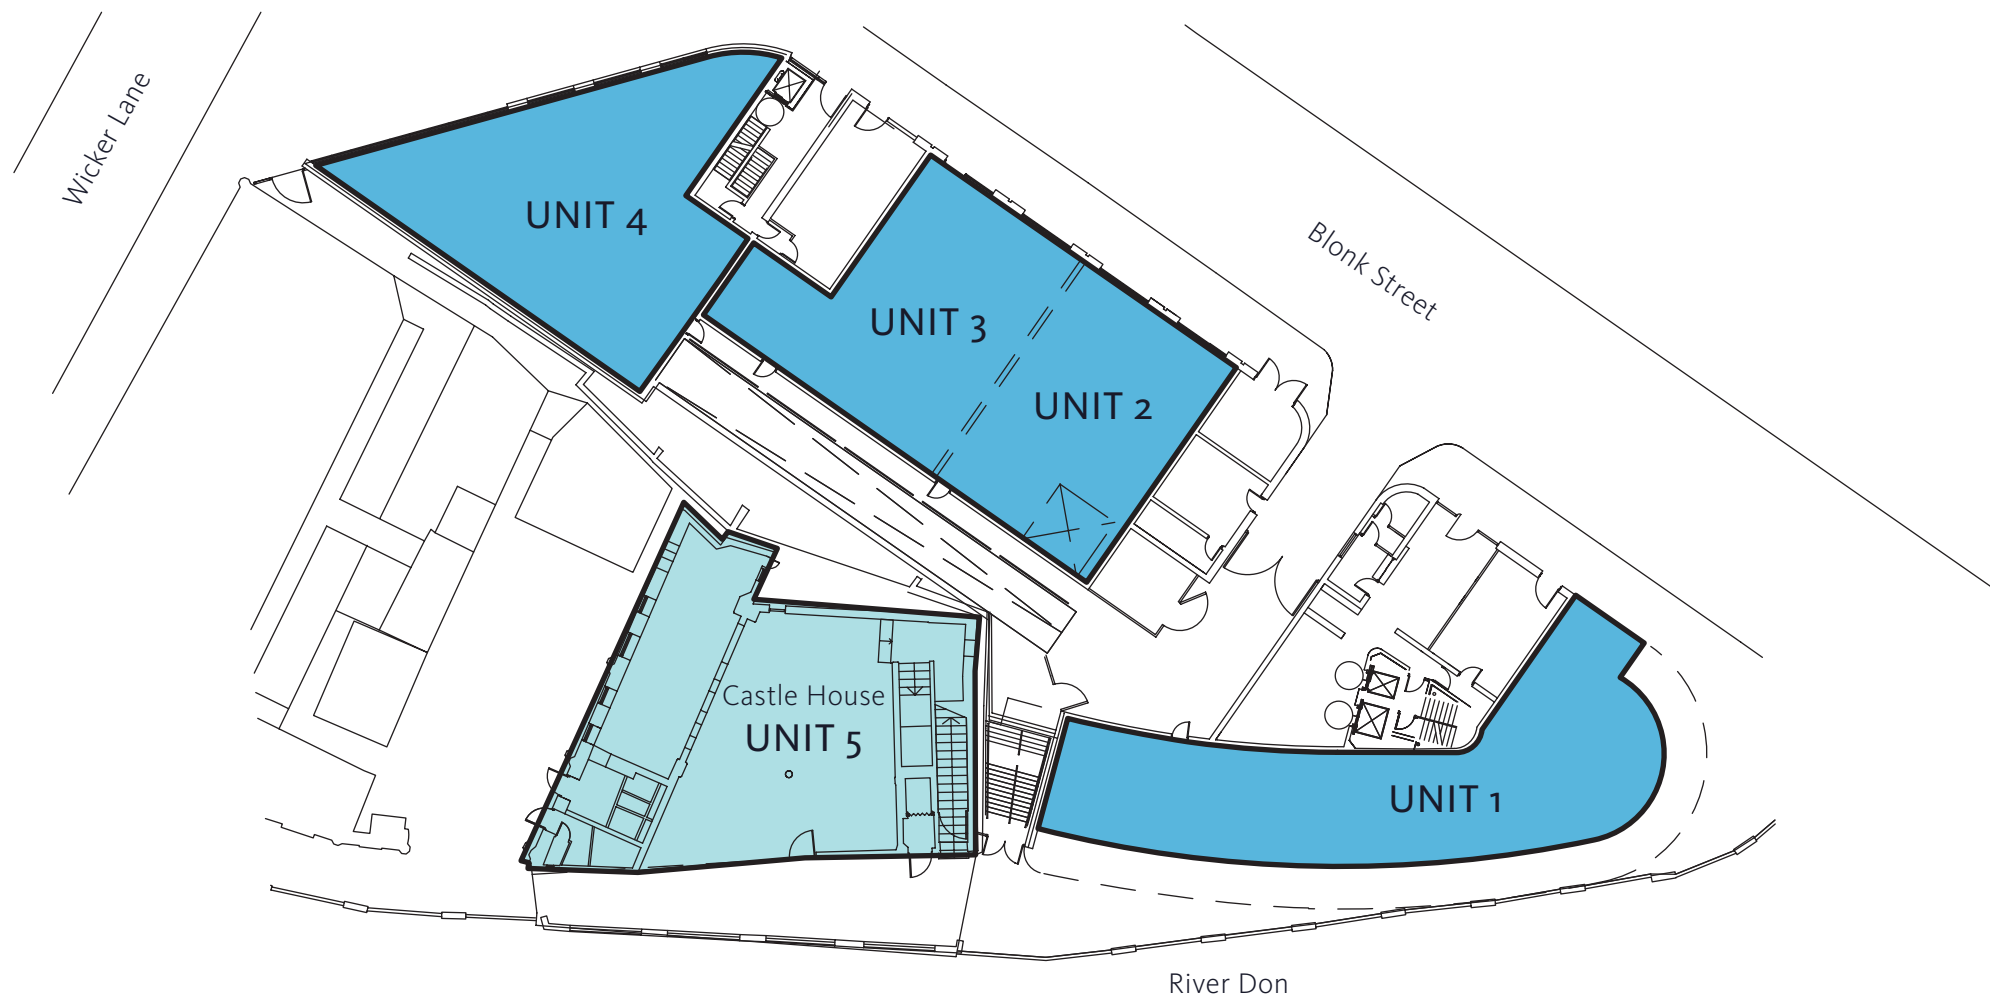 Wicker Lane
UNIT 4
Blonk Street
UNIT 3
UNIT 2
Castle House
UNIT 5
UNIT 1
River Don